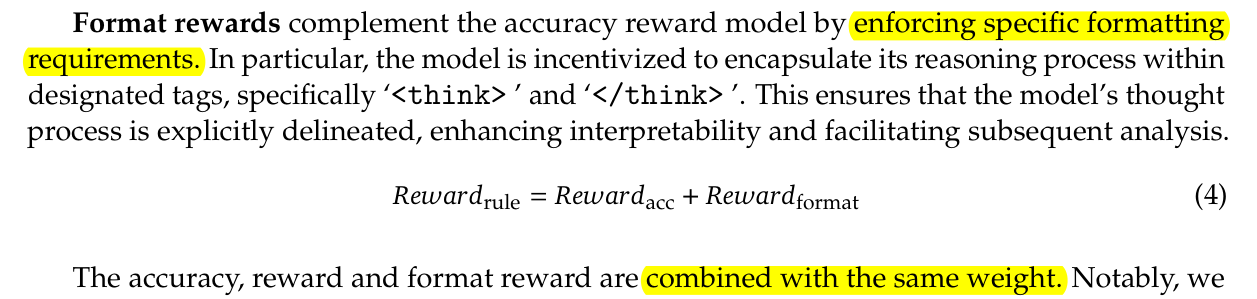 Format rewards complement the accuracy reward model by enforcing specific formatting
requirements. In particular, the model is incentivized to encapsulate its reasoning process within
designated tags, specifically ‘<think> ’ and ‘</think> ’. This ensures that the model’s thought
process is explicitly delineated, enhancing interpretability and facilitating subsequent analysis.
Reward_rule = Reward_acc + Reward_format (4)
The accuracy, reward and format reward are combined with the same weight. Notably, we